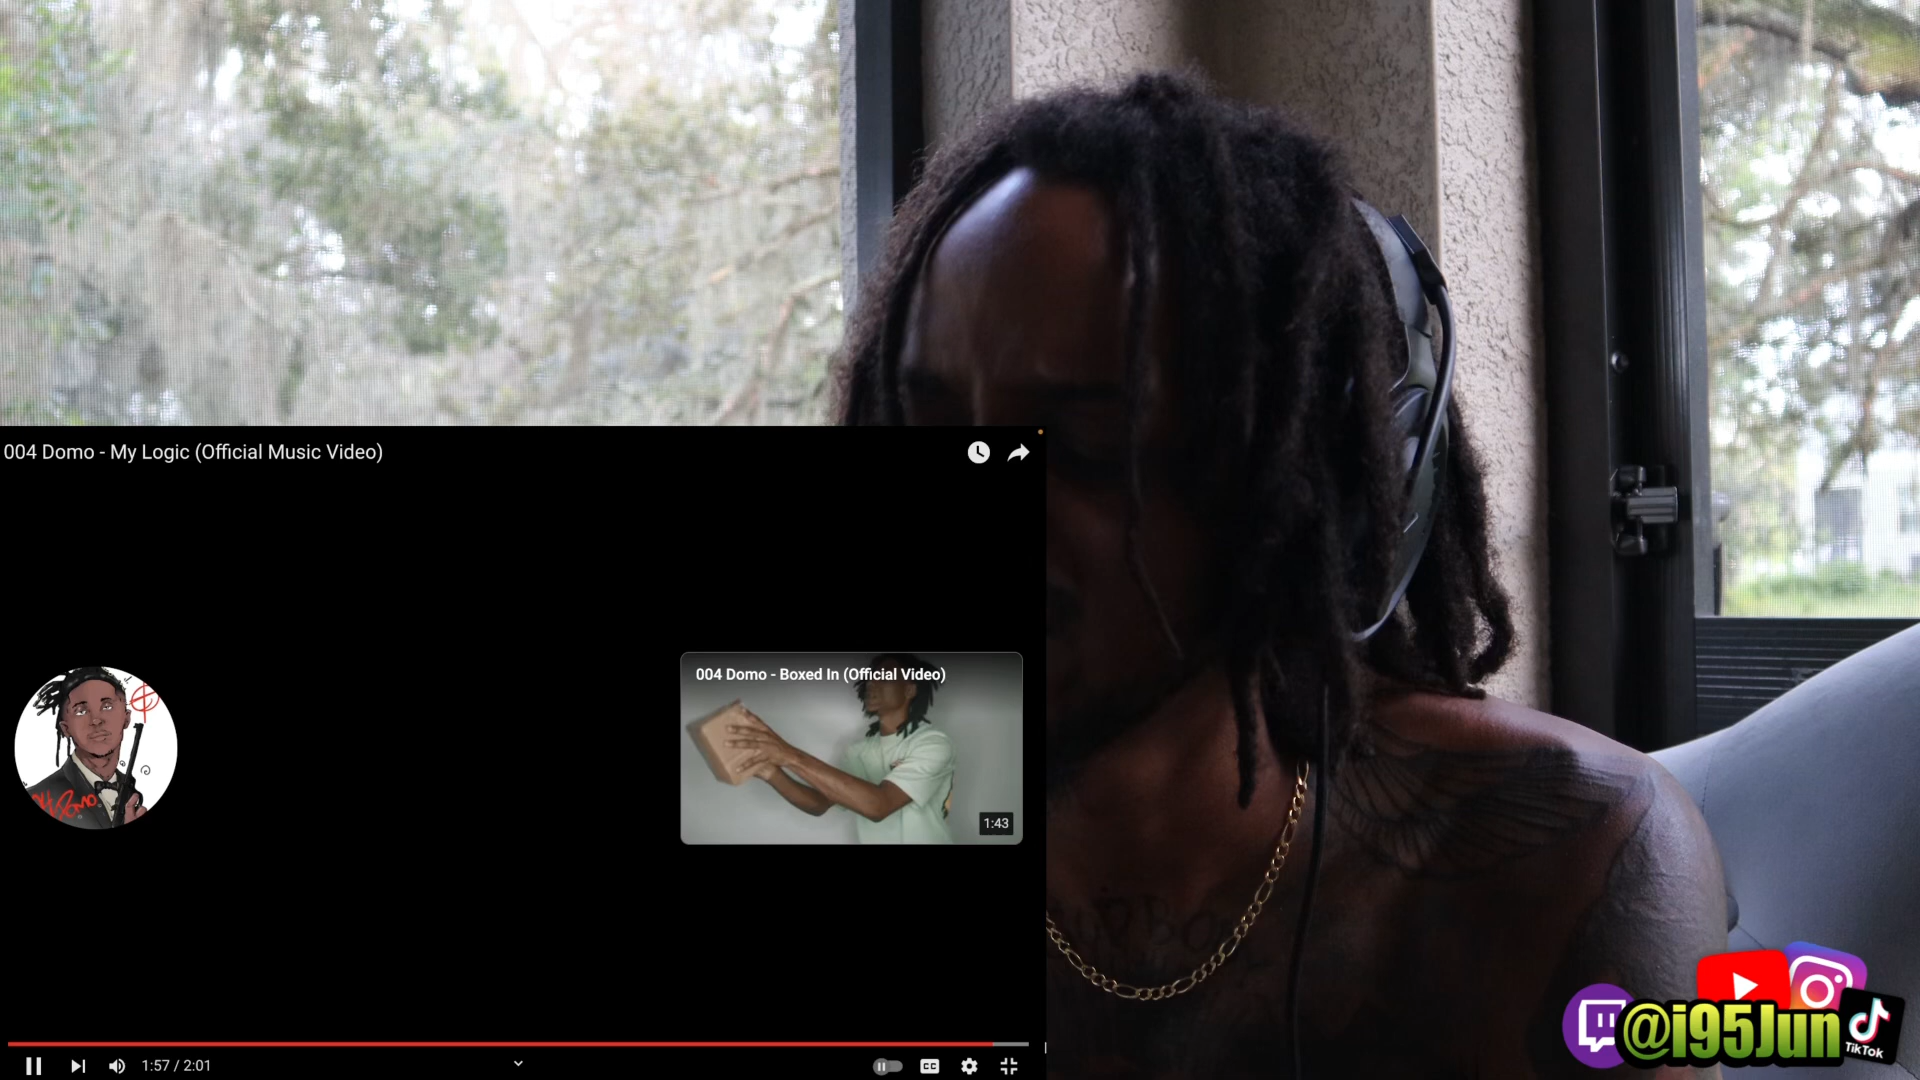 004 Domo - My Logic (Official Music Video)
004 Domo - Boxed In (Official Video)
1:43
1:57 / 2:01
CC
@i95Jun
TikTok